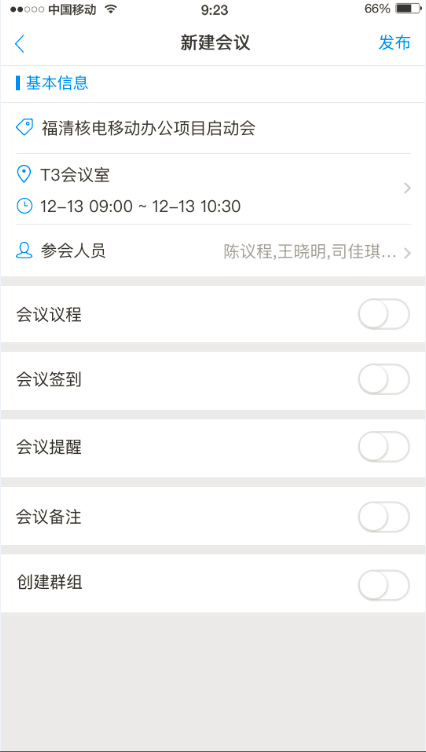 中国移动 9:23 66%
新建会议 发布
基本信息
福清核电移动办公项目启动会
T3会议室
12-13 09:00 ~ 12-13 10:30
参会人员 陈议程,王晓明,司佳琪...
会议议程
会议签到
会议提醒
会议备注
创建群组